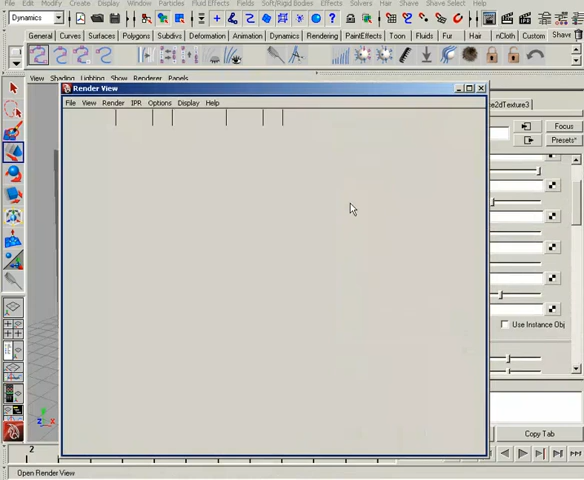 File Modify Create Display Window Animation Particles Fluid Effects Fields Soft/Rigid Bodies Effects Solvers Hair Shave Shave Select Help
Dynamics
General Curves Surfaces Polygons Subdivs Deformation Animation Dynamics Rendering PaintEffects Toon Fluids Fur Hair nCloth Custom Shave
View Shading Lighting Show Renderer Panels
Render View
File View Render IPR Options Display Help
ce2dTexture3
Focus
Presets*
Use Instance Obj
Copy Tab
2
Open Render View